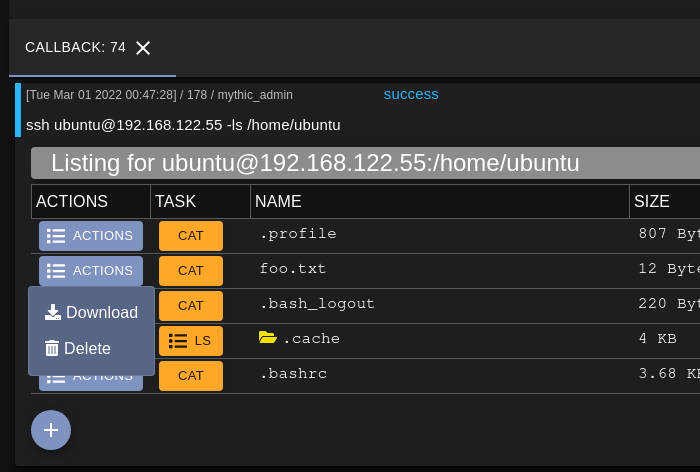 CALLBACK: 74
[Tue Mar 01 2022 00:47:28] / 178 / mythic_admin success
ssh ubuntu@192.168.122.55 -ls /home/ubuntu
Listing for ubuntu@192.168.122.55:/home/ubuntu
ACTIONS TASK NAME SIZE
ACTIONS CAT .profile 807 Byt
ACTIONS CAT foo.txt 12 Byte
Download CAT .bash_logout 220 Byt
Delete LS .cache 4 KB
ACTIONS CAT .bashrc 3.68 KB